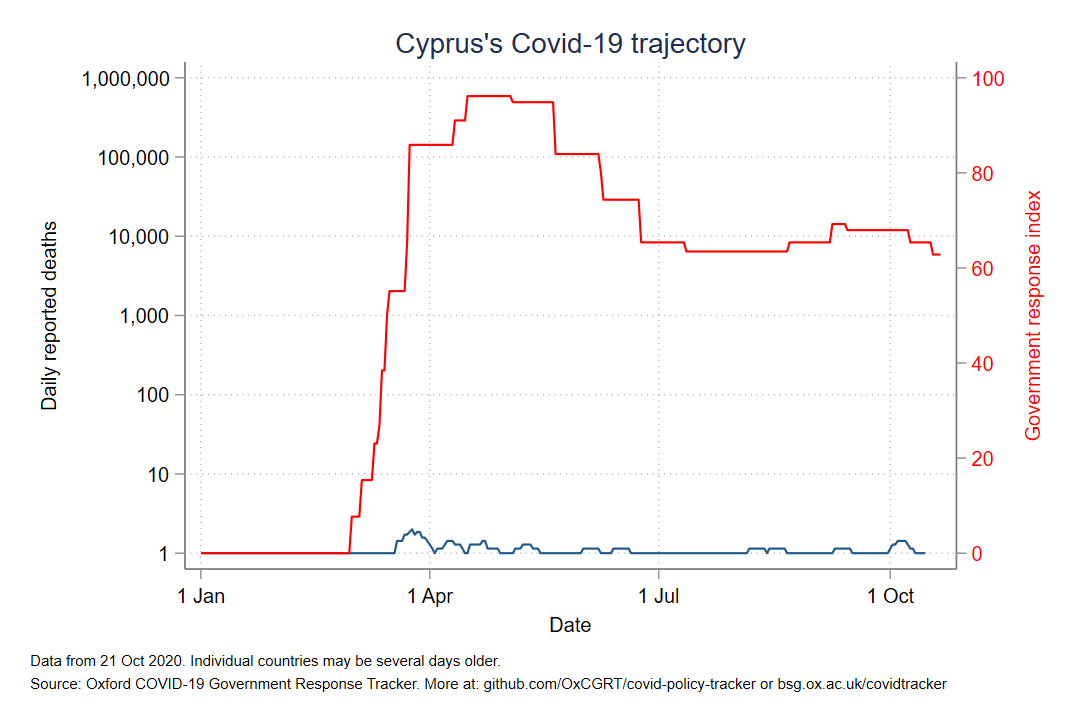 Cyprus's Covid-19 trajectory
1,000,000
100,000
10,000
1,000
100
10
1
Daily reported deaths
100
80
60
40
20
0
Government response index
1 Jan
1 Apr
1 Jul
1 Oct
Date
Data from 21 Oct 2020. Individual countries may be several days older.
Source: Oxford COVID-19 Government Response Tracker. More at: github.com/OxCGRT/covid-policy-tracker or bsg.ox.ac.uk/covidtracker